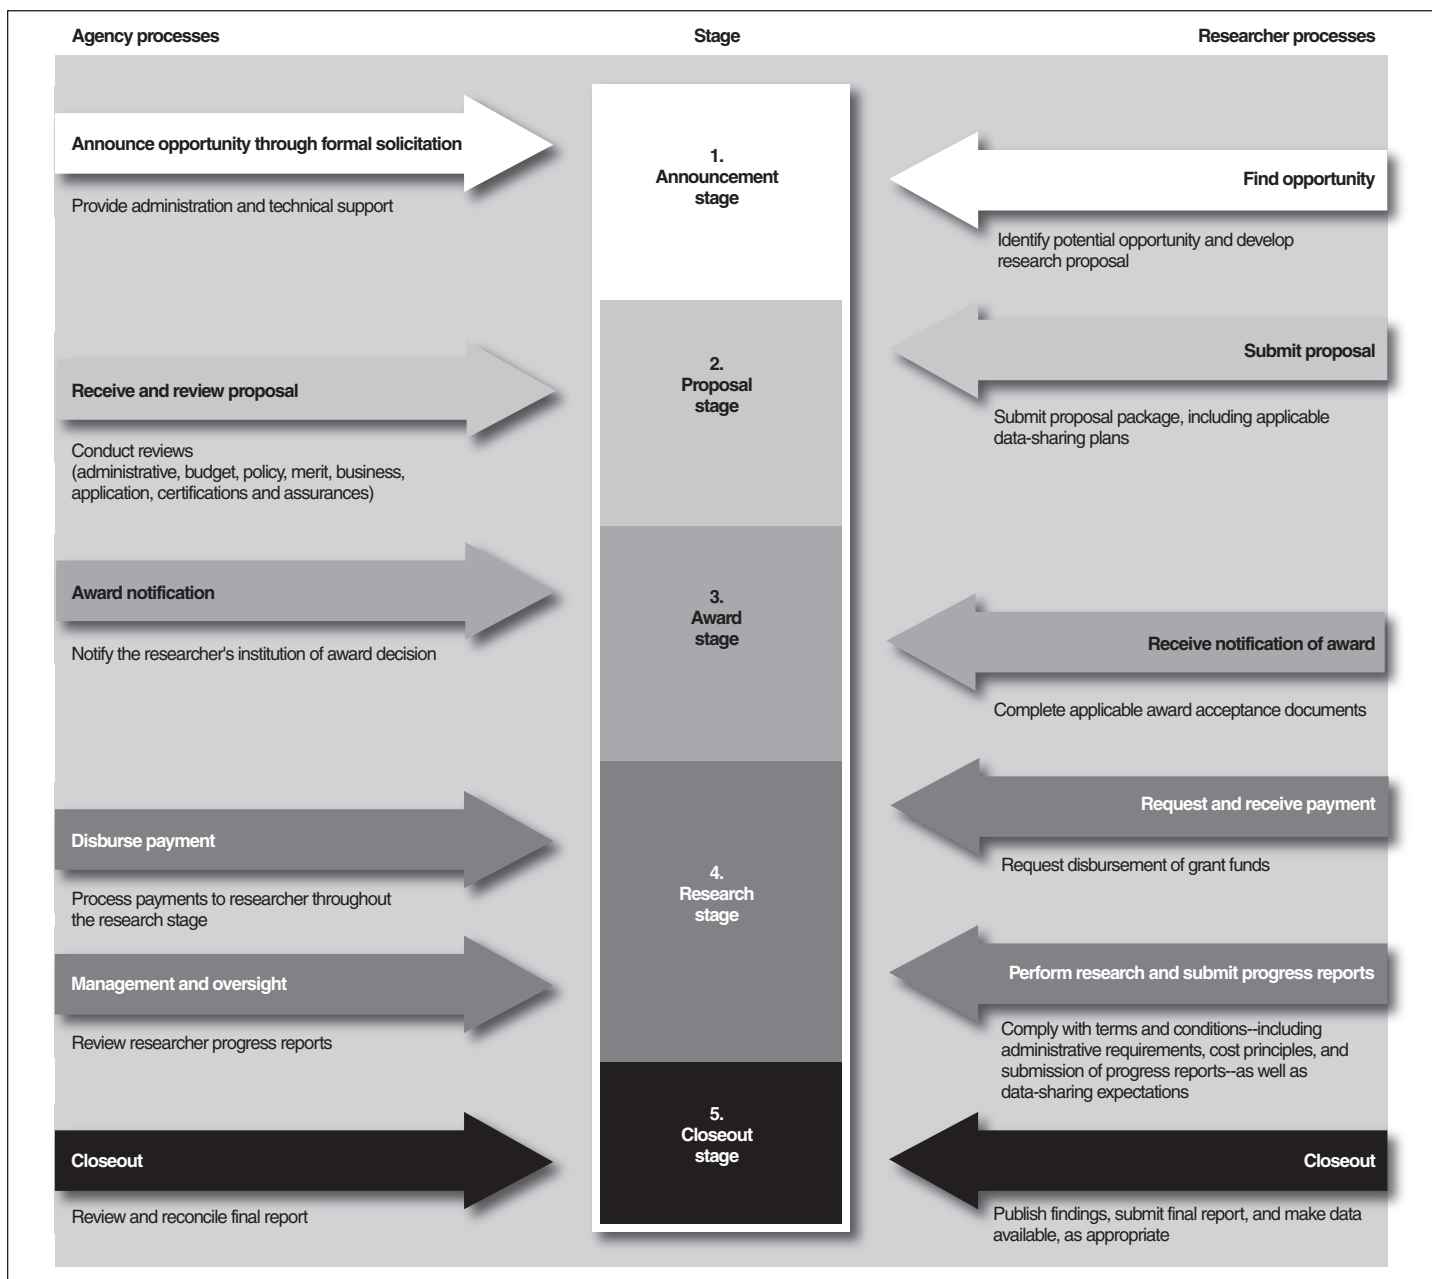 Agency processes
Stage
Researcher processes
Announce opportunity through formal solicitation
Provide administration and technical support
1.
Announcement
stage
Find opportunity
Identify potential opportunity and develop
research proposal
Submit proposal
Submit proposal package, including applicable
data-sharing plans
2.
Proposal
stage
Receive and review proposal
Conduct reviews
(administrative, budget, policy, merit, business,
application, certifications and assurances)
Award notification
Notify the researcher's institution of award decision
3.
Award
stage
Receive notification of award
Complete applicable award acceptance documents
Request and receive payment
Request disbursement of grant funds
Disburse payment
Process payments to researcher throughout
the research stage
4.
Research
stage
Management and oversight
Review researcher progress reports
Perform research and submit progress reports
Comply with terms and conditions--including
administrative requirements, cost principles, and
submission of progress reports--as well as
data-sharing expectations
5.
Closeout
stage
Closeout
Review and reconcile final report
Closeout
Publish findings, submit final report, and make data
available, as appropriate